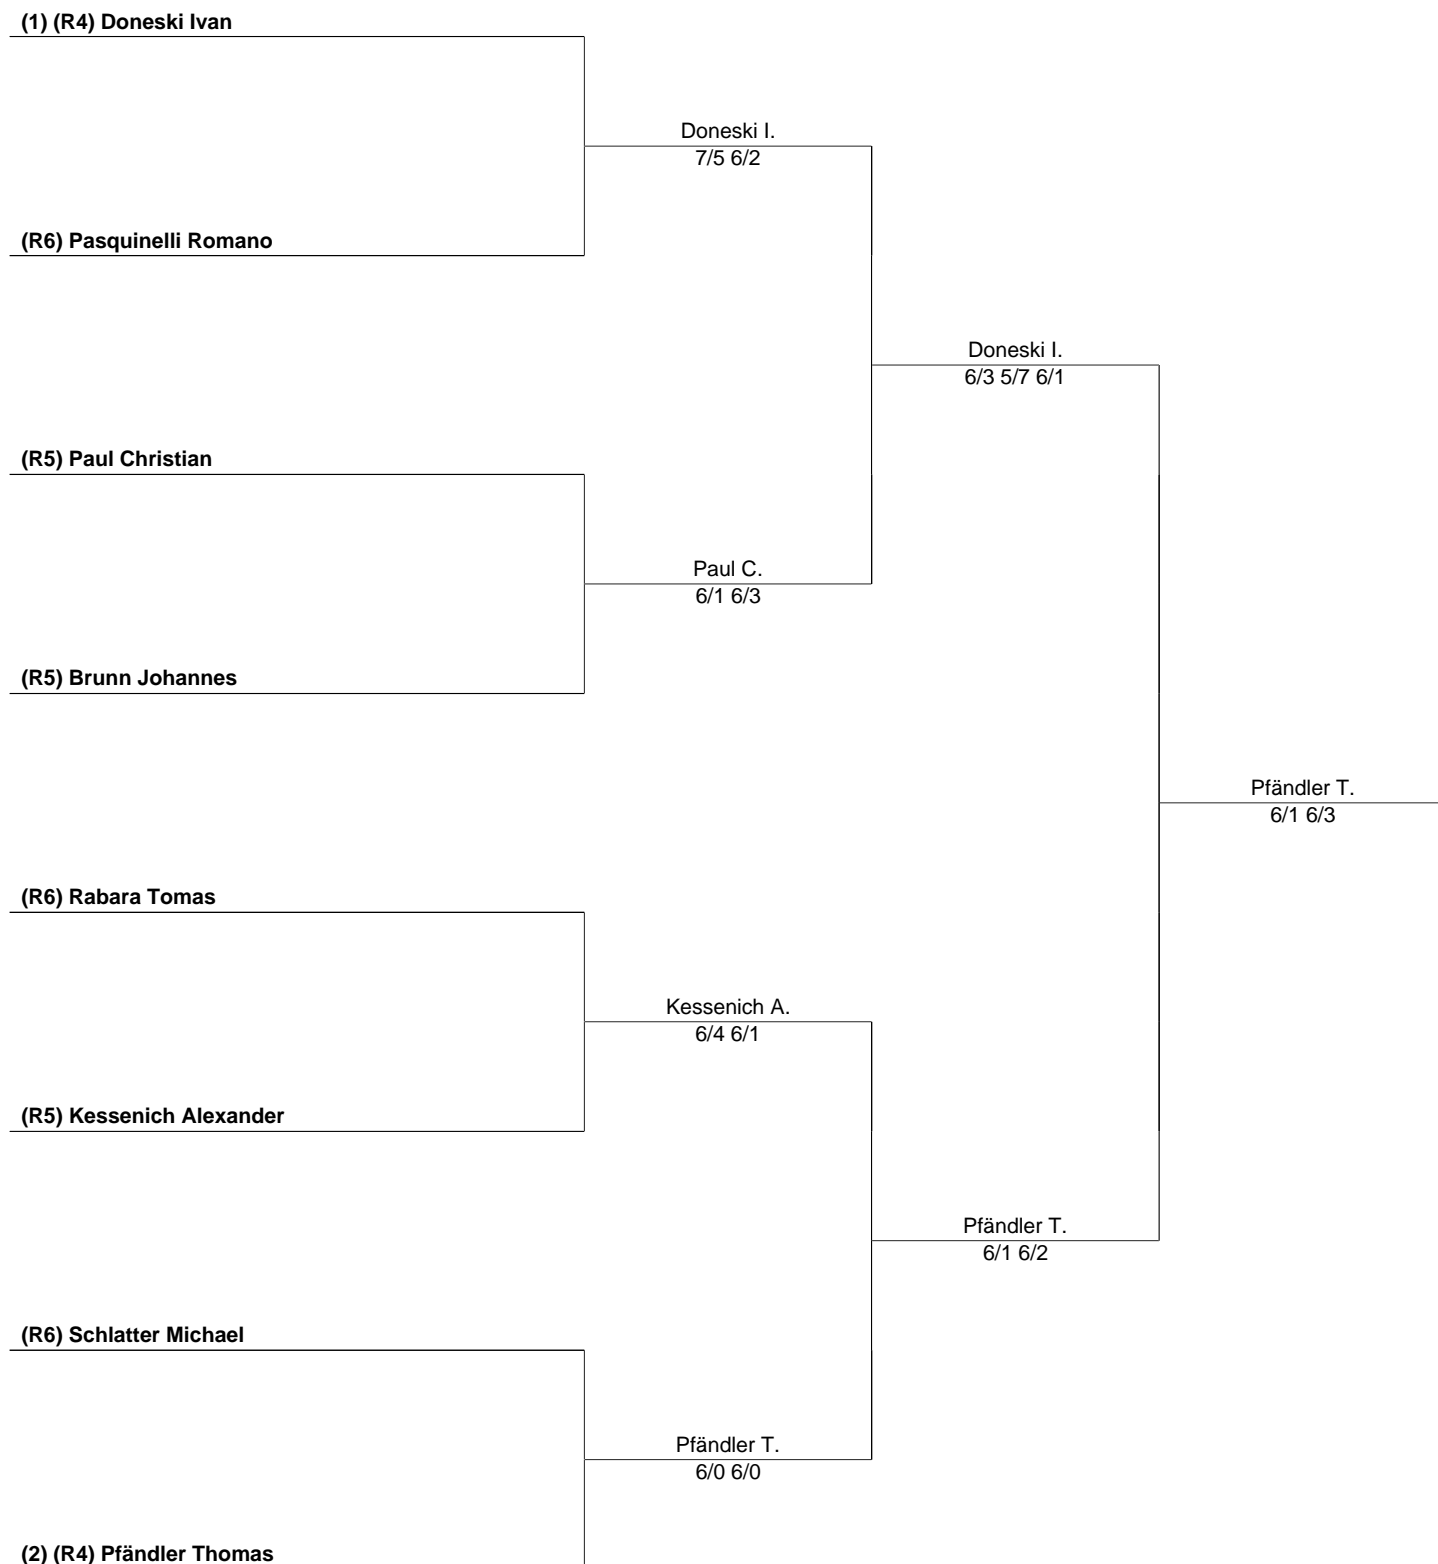 (1) (R4) Doneski Ivan
Doneski I.
7/5 6/2
(R6) Pasquinelli Romano
Doneski I.
6/3 5/7 6/1
(R5) Paul Christian
Paul C.
6/1 6/3
(R5) Brunn Johannes
Pfändler T.
6/1 6/3
(R6) Rabara Tomas
Kessenich A.
6/4 6/1
(R5) Kessenich Alexander
Pfändler T.
6/1 6/2
(R6) Schlatter Michael
Pfändler T.
6/0 6/0
(2) (R4) Pfändler Thomas